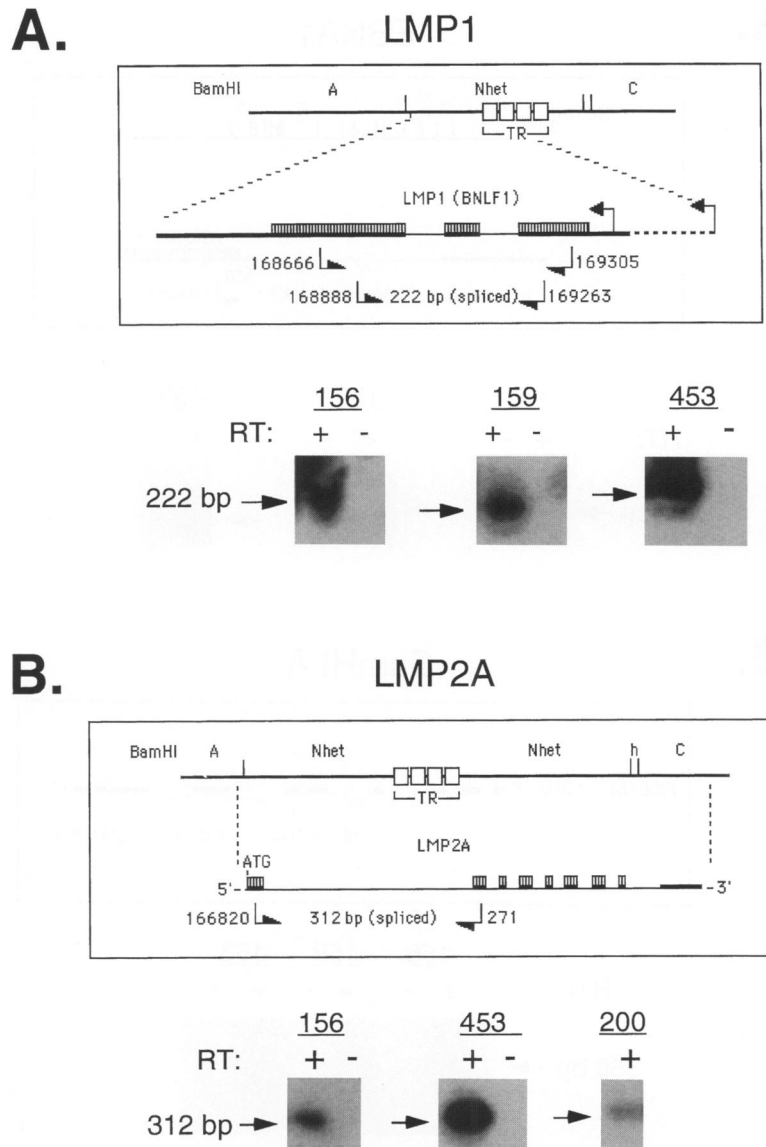 A.
LMP1
BamHI A Nhet C
TR
LMP1 (BNLF1)
168666 169305
168888 222 bp (spliced) 169263
156 159 453
RT: + - + - + -
222 bp
B.
LMP2A
BamHI A Nhet Nhet h C
TR
LMP2A
ATG
5'- -3'
166820 312 bp (spliced) 271
156 453 200
RT: + - + - +
312 bp